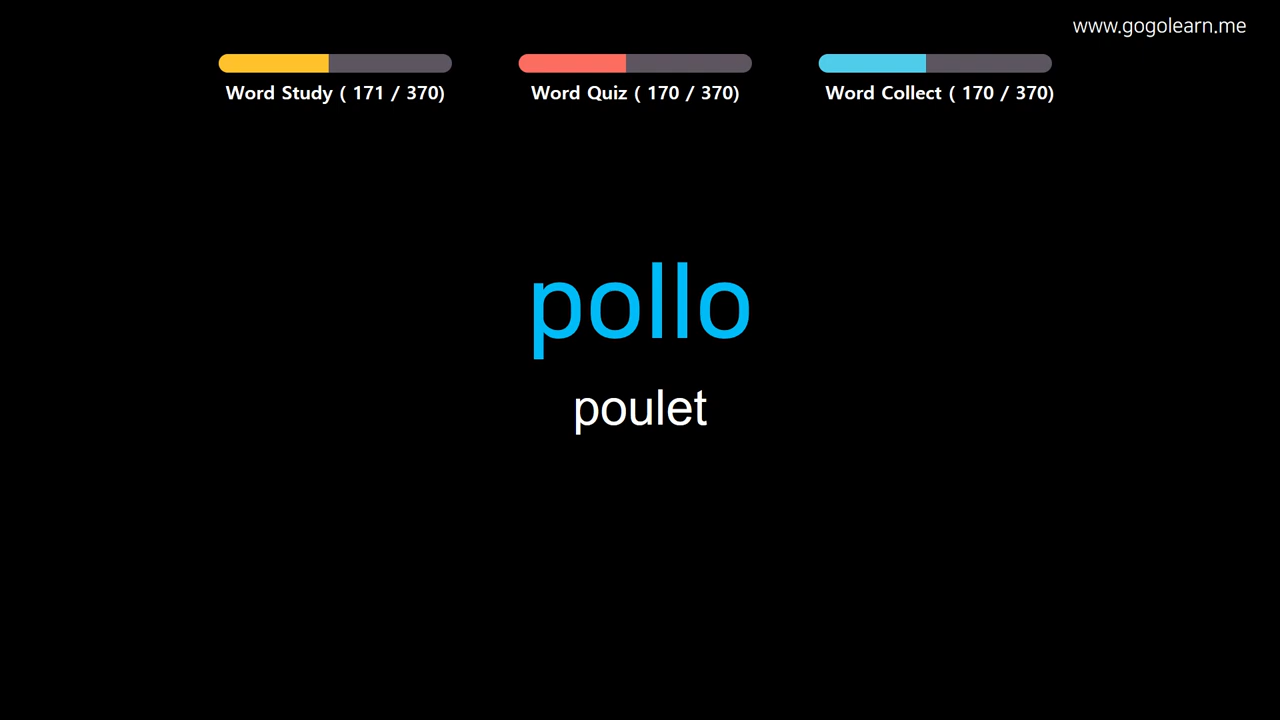 www.gogolearn.me
Word Study ( 171 / 370)
Word Quiz ( 170 / 370)
Word Collect ( 170 / 370)
pollo
poulet